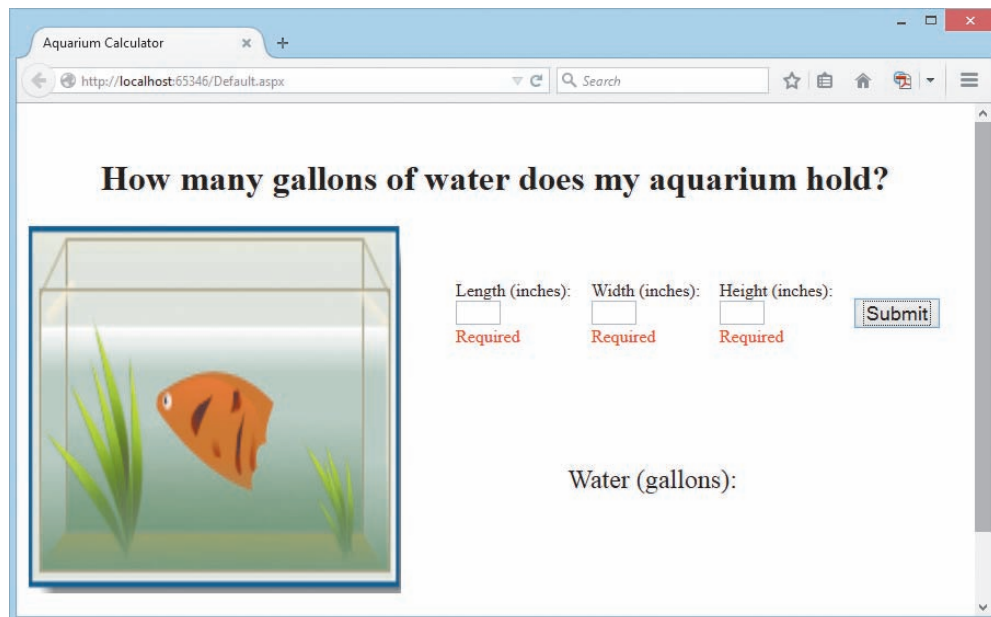 Aquarium Calculator
http://localhost:65346/Default.aspx
Search
How many gallons of water does my aquarium hold?
Length (inches): Width (inches): Height (inches):
Submit
Required Required Required
Water (gallons):